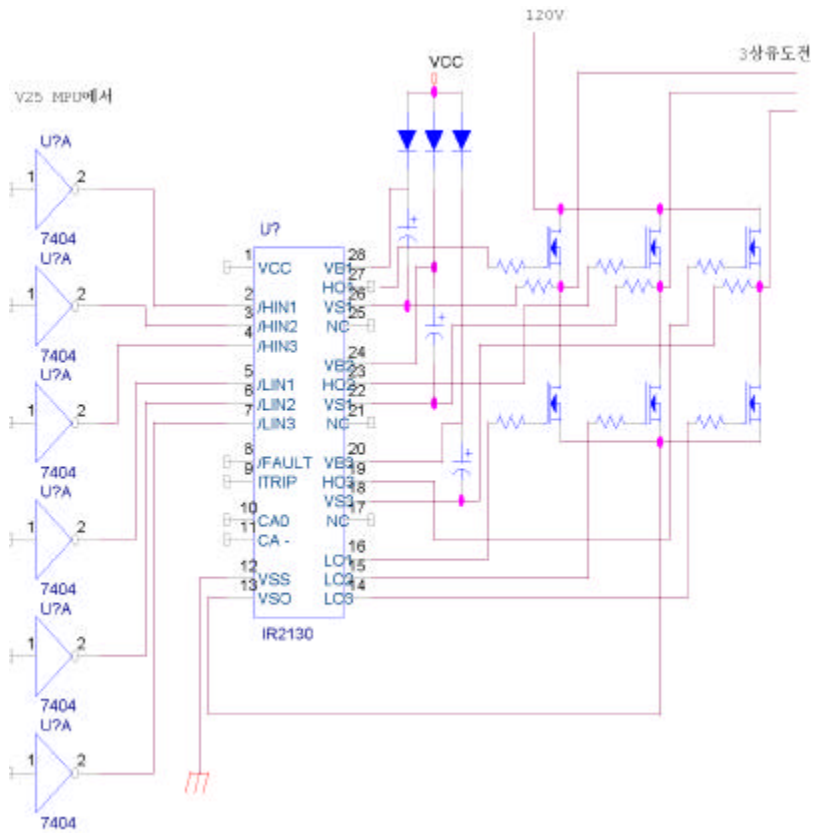 120V
3상유도전
VCC
V25 MPU에서
U?A
1 2
7404
U?A
1 2
7404
U?A
1 2
7404
U?A
1 2
7404
U?A
1 2
7404
U?A
1 2
7404
U?
1 VCC
2 /HIN1
3 /HIN2
4 /HIN3
5 /LIN1
6 /LIN2
7 /LIN3
8 /FAULT
9 ITRIP
10 CA0
11 CA -
12 VSS
13 VSO
VB1 28
HO1 27
VS1 26
NC 25
VB2 24
HO2 23
VS1 22
NC 21
VB3 20
HO3 19
VS3 18
NC 17
LO1 16
LO2 15
LO3 14
IR2130